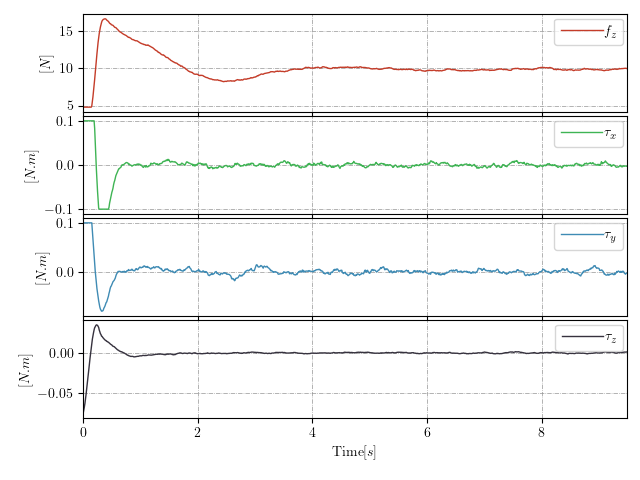 15
10
5
[N]
f_z
0.1
0.0
−0.1
[N.m]
τ_x
0.1
0.0
[N.m]
τ_y
0.00
−0.05
[N.m]
τ_z
0 2 4 6 8
Time[s]